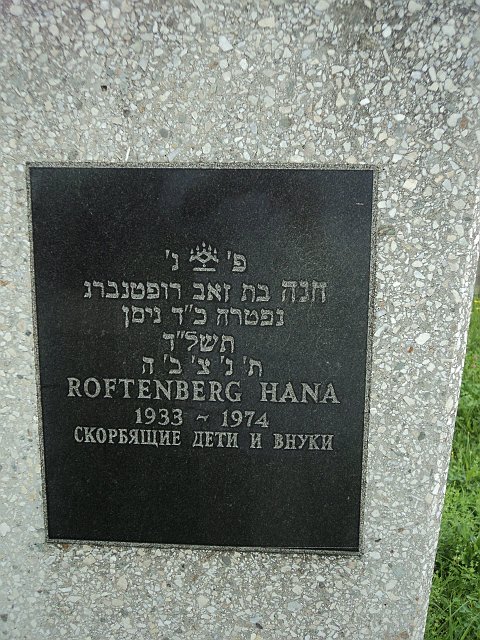 פ' נ'
חנה בת זאב רופטנברג
נפטרה כ"ד ניסן
תשל"ד
ת' נ' צ' ב' ה
ROFTENBERG HANA
1933 ~ 1974
СКОРБЯЩИЕ ДЕТИ И ВНУКИ